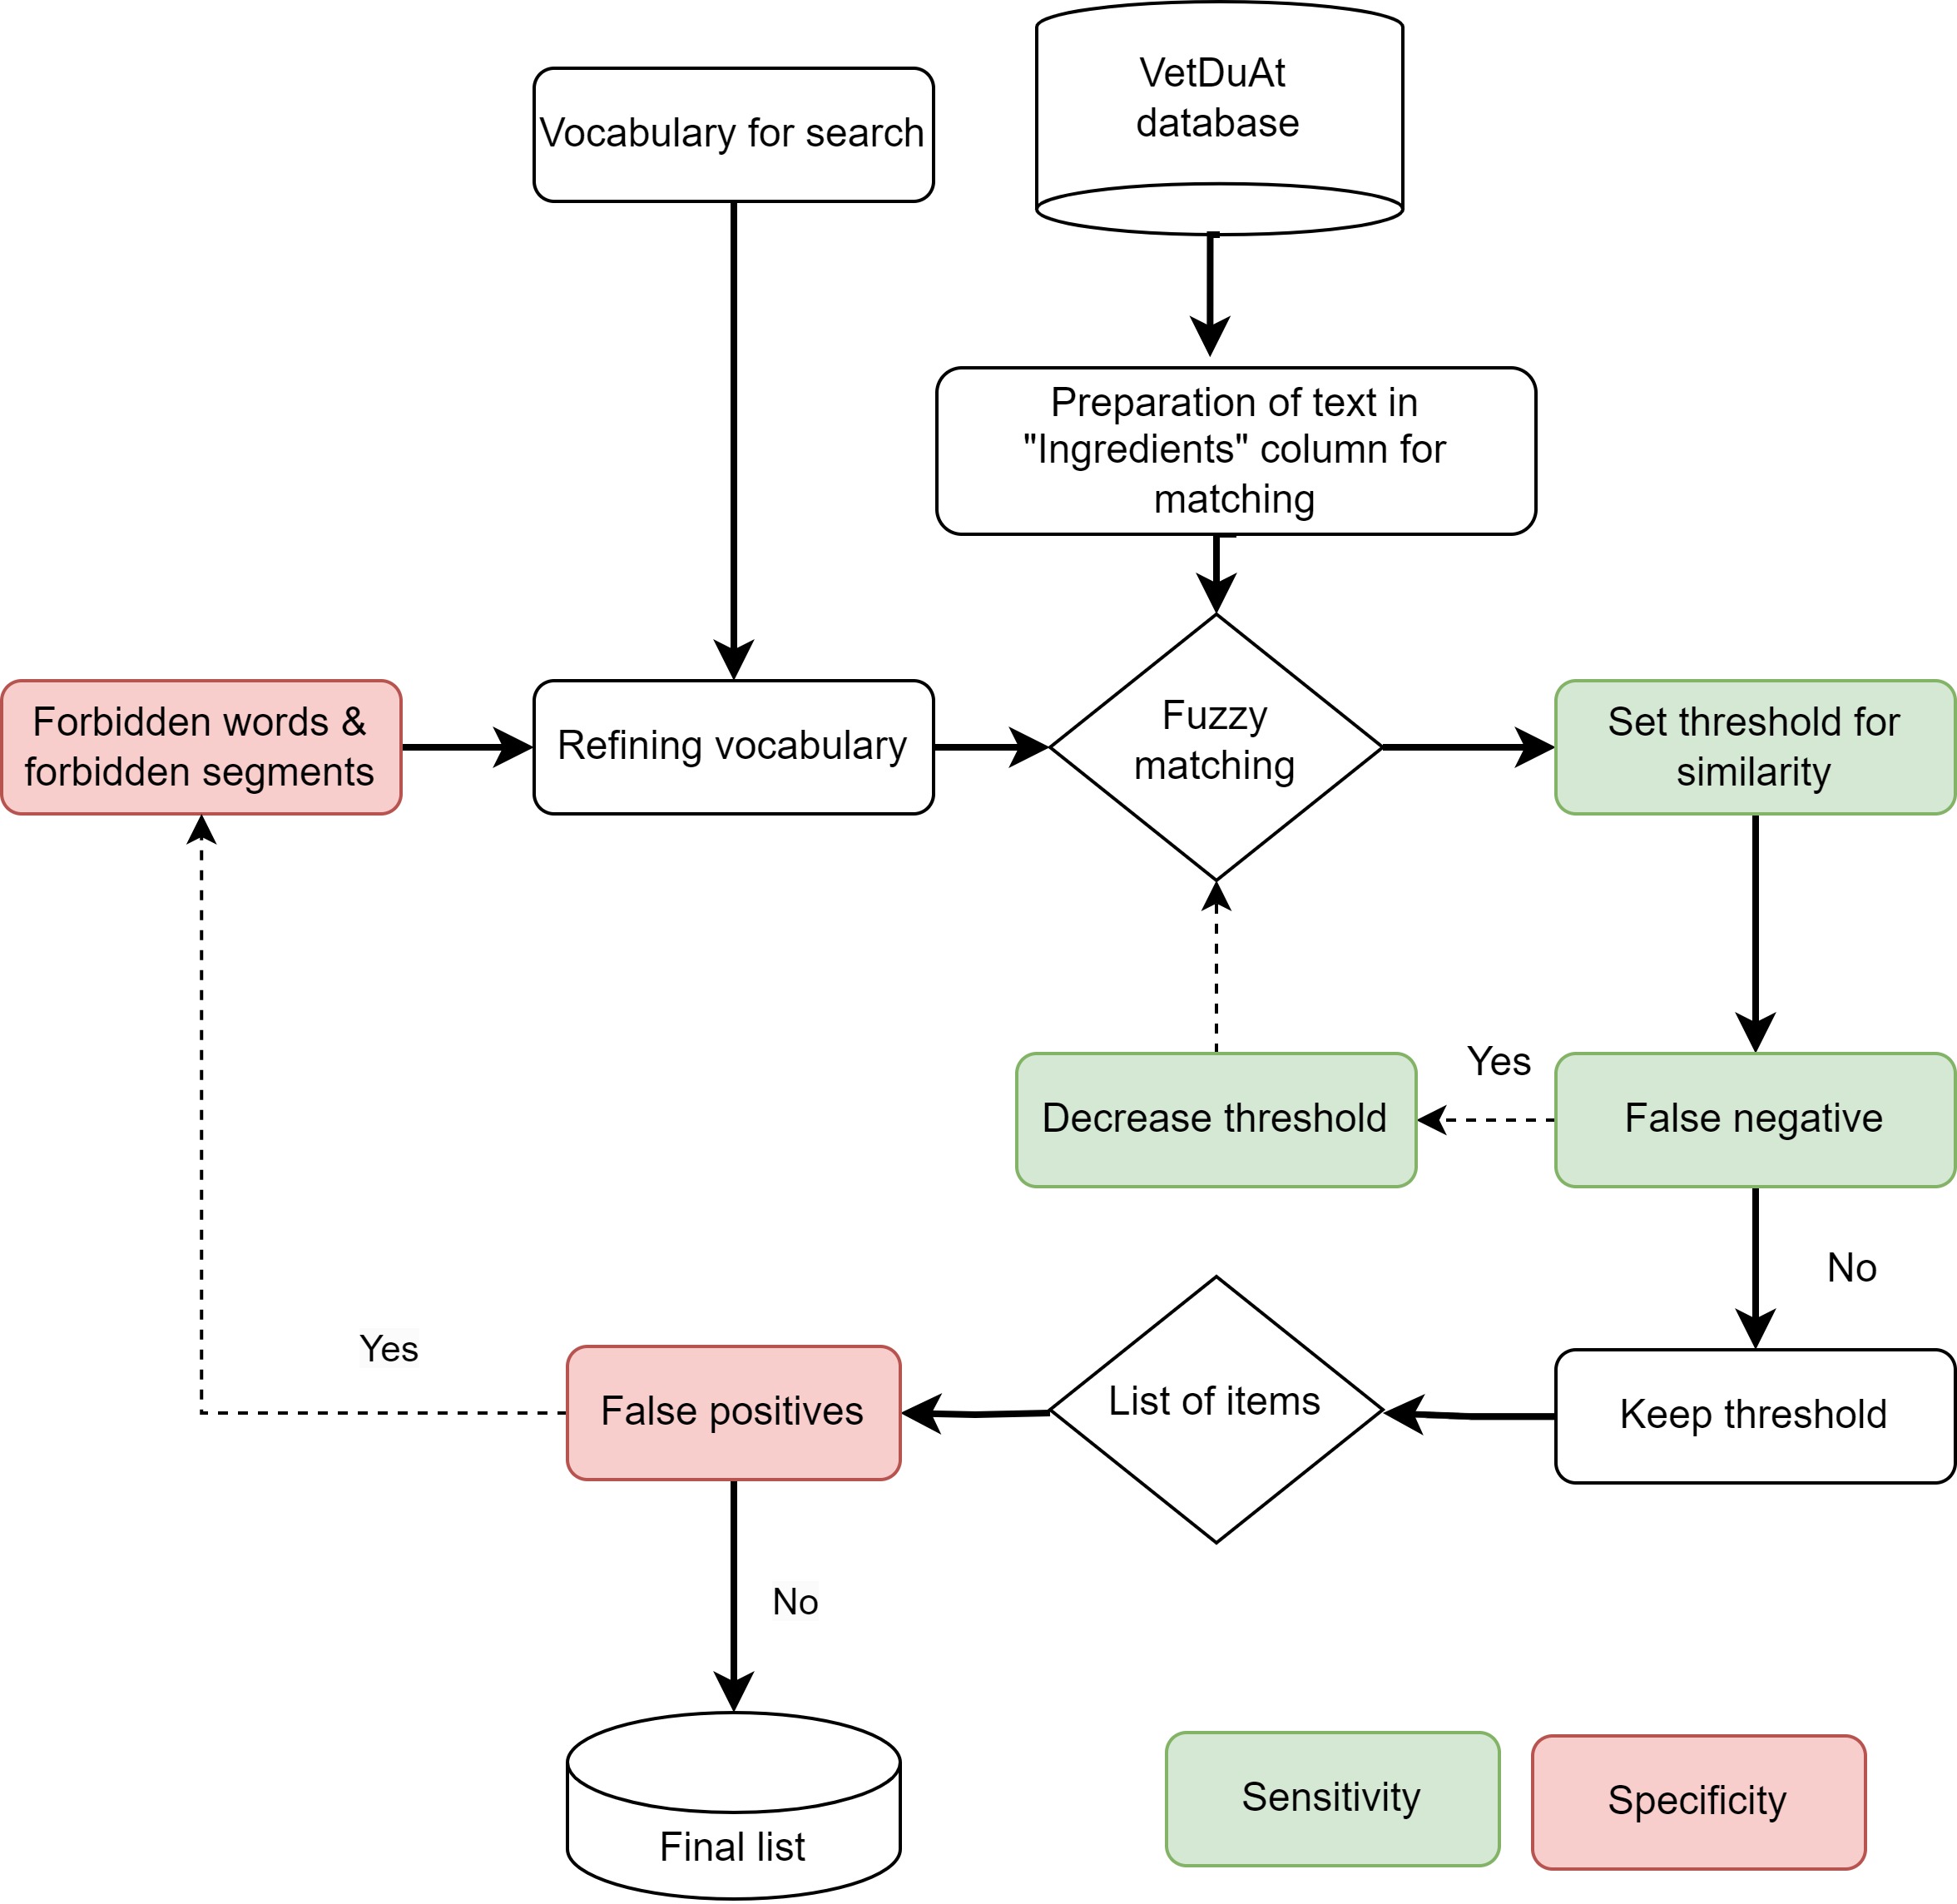 VetDuAt
database
Vocabulary for search
Preparation of text in
"Ingredients" column for
matching
Forbidden words &
forbidden segments
Refining vocabulary
Fuzzy
matching
Set threshold for
similarity
Yes
Decrease threshold
False negative
No
Yes
False positives
List of items
Keep threshold
No
Final list
Sensitivity
Specificity